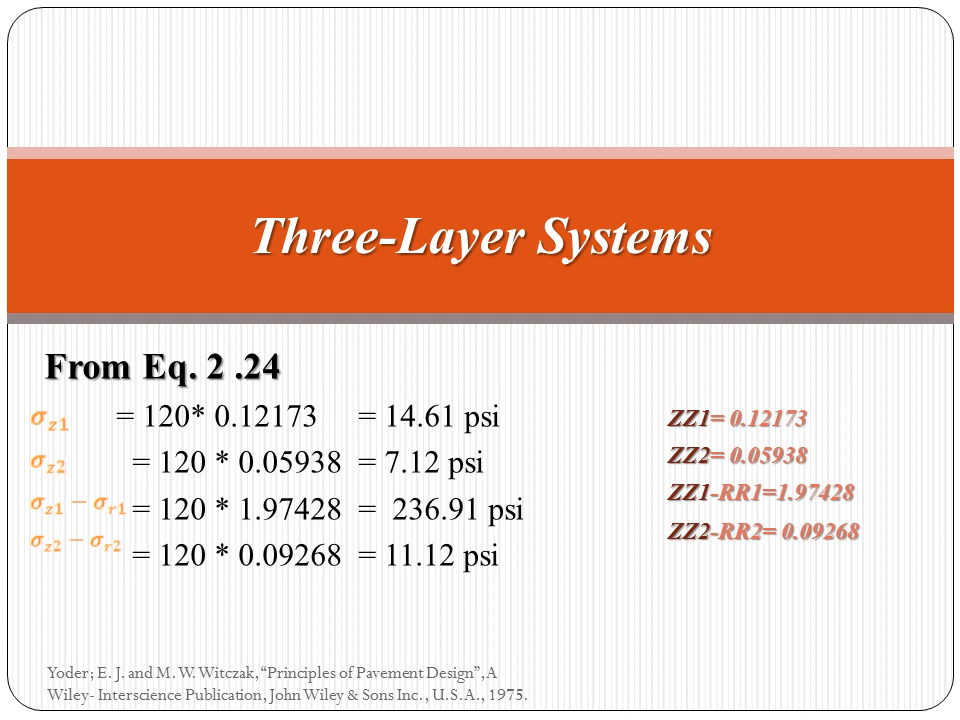 Three-Layer Systems
From Eq. 2 .24
σz1 = 120* 0.12173 = 14.61 psi
σz2 = 120 * 0.05938 = 7.12 psi
σz1 − σr1 = 120 * 1.97428 = 236.91 psi
σz2 − σr2 = 120 * 0.09268 = 11.12 psi
ZZ1= 0.12173
ZZ2= 0.05938
ZZ1-RR1=1.97428
ZZ2-RR2= 0.09268
Yoder; E. J. and M. W. Witczak, “Principles of Pavement Design”, A
Wiley- Interscience Publication, John Wiley & Sons Inc., U.S.A., 1975.